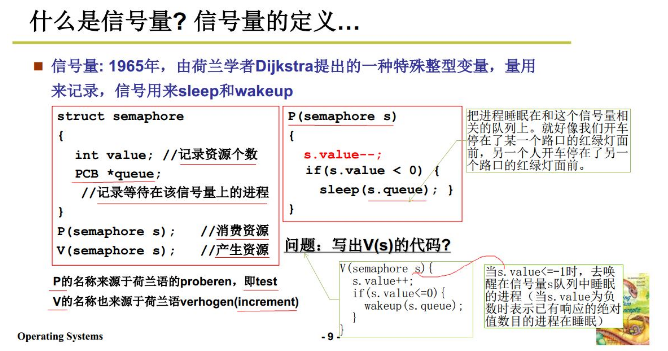 什么是信号量? 信号量的定义…
信号量: 1965年，由荷兰学者Dijkstra提出的一种特殊整型变量，量用
来记录，信号用来sleep和wakeup
struct semaphore
{
int value; //记录资源个数
PCB *queue;
//记录等待在该信号量上的进程
}
P(semaphore s); //消费资源
V(semaphore s); //产生资源
P(semaphore s)
{
s.value--;
if(s.value < 0) {
sleep(s.queue); }
}
把进程睡眠在和这个信号量相
关的队列上。就好像我们开车
停在了某一个路口的红绿灯面
前，另一个人开车停在了另一
个路口的红绿灯面前。
问题：写出V(s)的代码?
P的名称来源于荷兰语的proberen，即test
V的名称也来源于荷兰语verhogen(increment)
V(semaphore s){
s.value++;
if(s.value<=0){
wakeup(s.queue);
}
}
当s.value<=-1时，去唤
醒在信号量s队列中睡眠
的进程（当s.value为负
数时表示已有响应的绝对
值数目的进程在睡眠）
Operating Systems
- 9 -